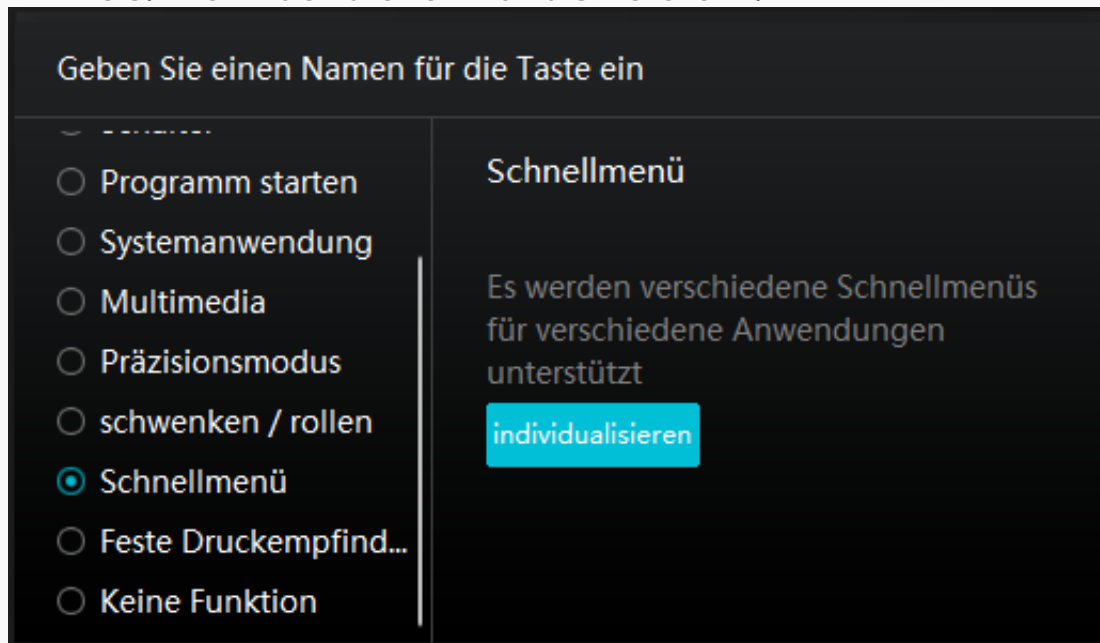 Geben Sie einen Namen für die Taste ein
Programm starten
Systemanwendung
Multimedia
Präzisionsmodus
schwenken / rollen
Schnellmenü
Feste Druckempfind...
Keine Funktion
Schnellmenü
Es werden verschiedene Schnellmenüs
für verschiedene Anwendungen
unterstützt
individualisieren